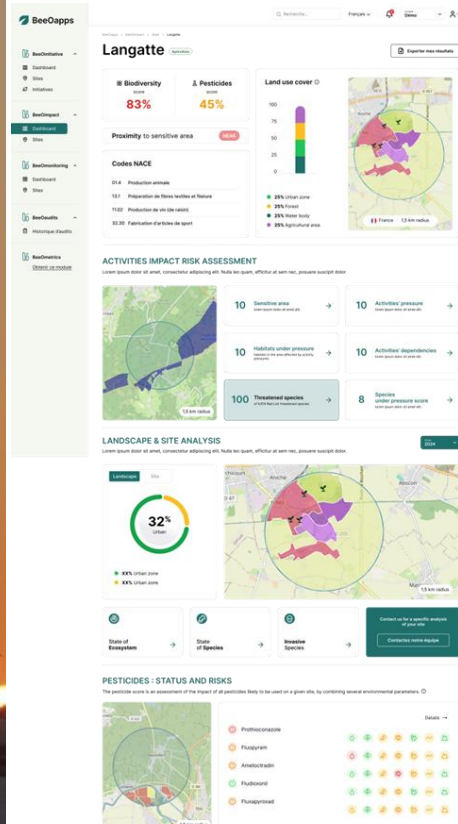 BeeOapps
Recherche...
Français
Démo
Langatte
Exporter mes résultats
BeeOinitiative
Dashboard
Sites
Initiatives
BeeOimpact
Dashboard
Sites
BeeOmonitoring
Dashboard
Sites
BeeOaudits
Historique d'audits
BeeOmetrics
Obtenir ce module
Biodiversity
score
83%
Pesticides
score
45%
Proximity to sensitive area
Codes NACE
01.4 Production animale
13.1 Préparation de fibres textiles et filature
11.02 Production de vin (de raisin)
32.30 Fabrication d'articles de sport
Land use cover
100
75
50
25
0
25% Urban zone
25% Forest
25% Water body
25% Agricultural area
France 1,5 km radius
ACTIVITIES IMPACT RISK ASSESSMENT
Lorem ipsum dolor sit amet, consectetur adipiscing elit. Nulla leo quam, efficitur at sem nec, posuere suscipit dolor.
1,5 km radius
10 Sensitive area
10 Activities' pressure
10 Habitats under pressure
10 Activities' dependencies
100 Threatened species
8 Species
under pressure score
LANDSCAPE & SITE ANALYSIS
Lorem ipsum dolor sit amet, consectetur adipiscing elit. Nulla leo quam, efficitur at sem nec, posuere suscipit dolor.
2024
Landscape Site
32%
Urban
XX% Urban zone
XX% Urban zone
Aniche
Abscon
1,5 km radius
State of
Ecosystem
State
of Species
Invasive
Species
Contact us for a specific analysis
of your site
Contactez notre équipe
PESTICIDES : STATUS AND RISKS
The pesticide score is an assessment of the impact of all pesticides likely to be used on a given site, by combining several environmental parameters.
Details
Prothioconazole
Fluopyram
Ametoctradin
Fludioxonil
Fluxapyroxad